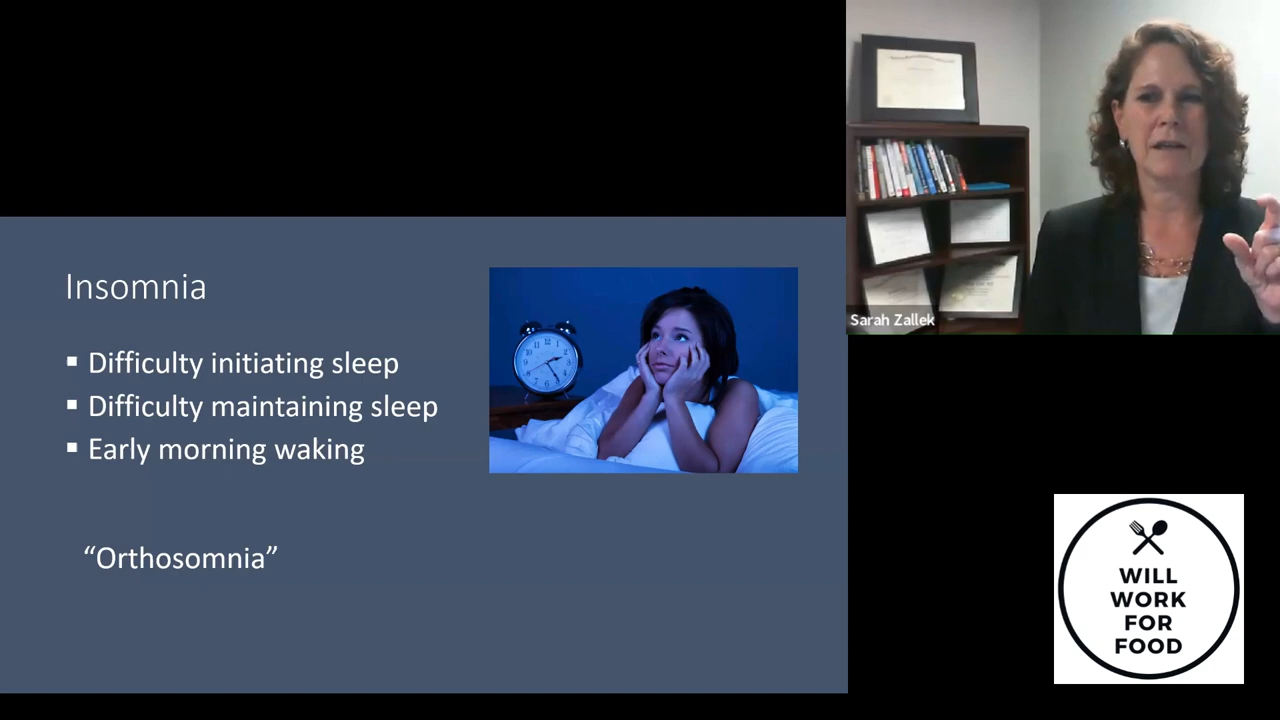 Insomnia
▪ Difficulty initiating sleep
▪ Difficulty maintaining sleep
▪ Early morning waking
“Orthosomnia”
Sarah Zallek
WILL
WORK
FOR
FOOD